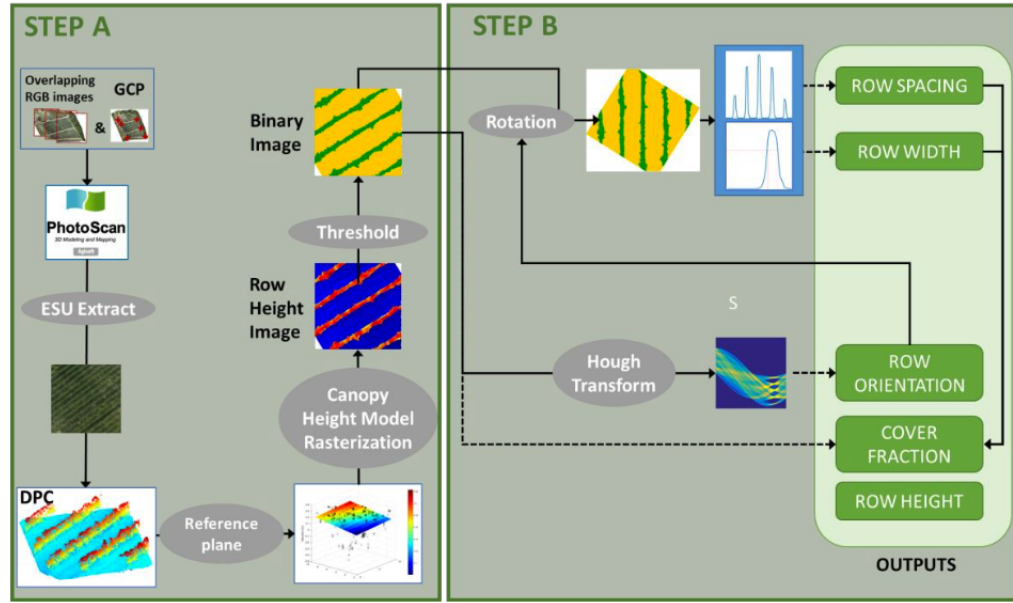 STEP A
Overlapping
RGB images
&
GCP
PhotoScan
3D Modeling and Mapping
Agisoft
ESU Extract
DPC
Reference
plane
Canopy
Height Model
Rasterization
Row
Height
Image
Threshold
Binary
Image
STEP B
Rotation
Hough
Transform
S
ROW SPACING
ROW WIDTH
ROW
ORIENTATION
COVER
FRACTION
ROW HEIGHT
OUTPUTS